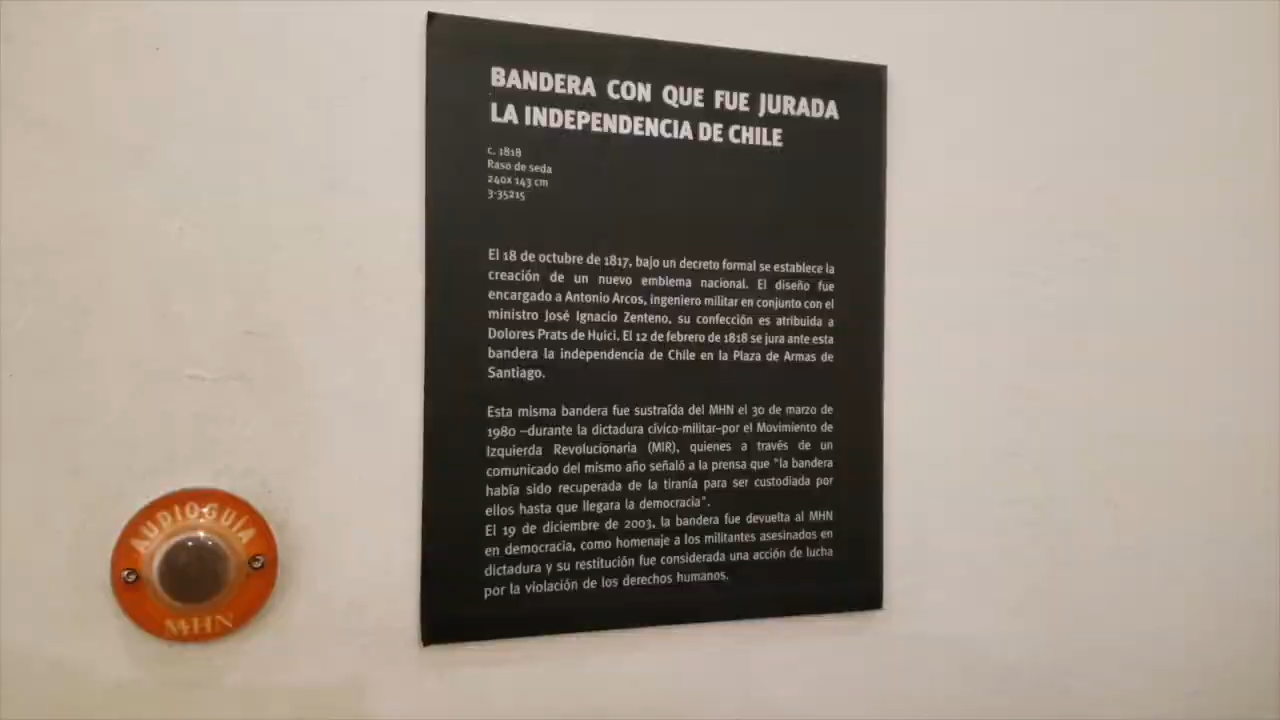 BANDERA CON QUE FUE JURADA
LA INDEPENDENCIA DE CHILE
c. 1818
Raso de seda
240x 143 cm
3-35215
El 18 de octubre de 1817, bajo un decreto formal se establece la
creación de un nuevo emblema nacional. El diseño fue
encargado a Antonio Arcos, ingeniero militar en conjunto con el
ministro José Ignacio Zenteno, su confección es atribuida a
Dolores Prats de Huici. El 12 de febrero de 1818 se jura ante esta
bandera la independencia de Chile en la Plaza de Armas de
Santiago.
Esta misma bandera fue sustraída del MHN el 30 de marzo de
1980 –durante la dictadura cívico-militar–por el Movimiento de
Izquierda Revolucionaria (MIR), quienes a través de un
comunicado del mismo año señaló a la prensa que "la bandera
había sido recuperada de la tiranía para ser custodiada por
ellos hasta que llegara la democracia".
El 19 de diciembre de 2003, la bandera fue devuelta al MHN
en democracia, como homenaje a los militantes asesinados en
dictadura y su restitución fue considerada una acción de lucha
por la violación de los derechos humanos.
AUDIOGUÍA
MHN